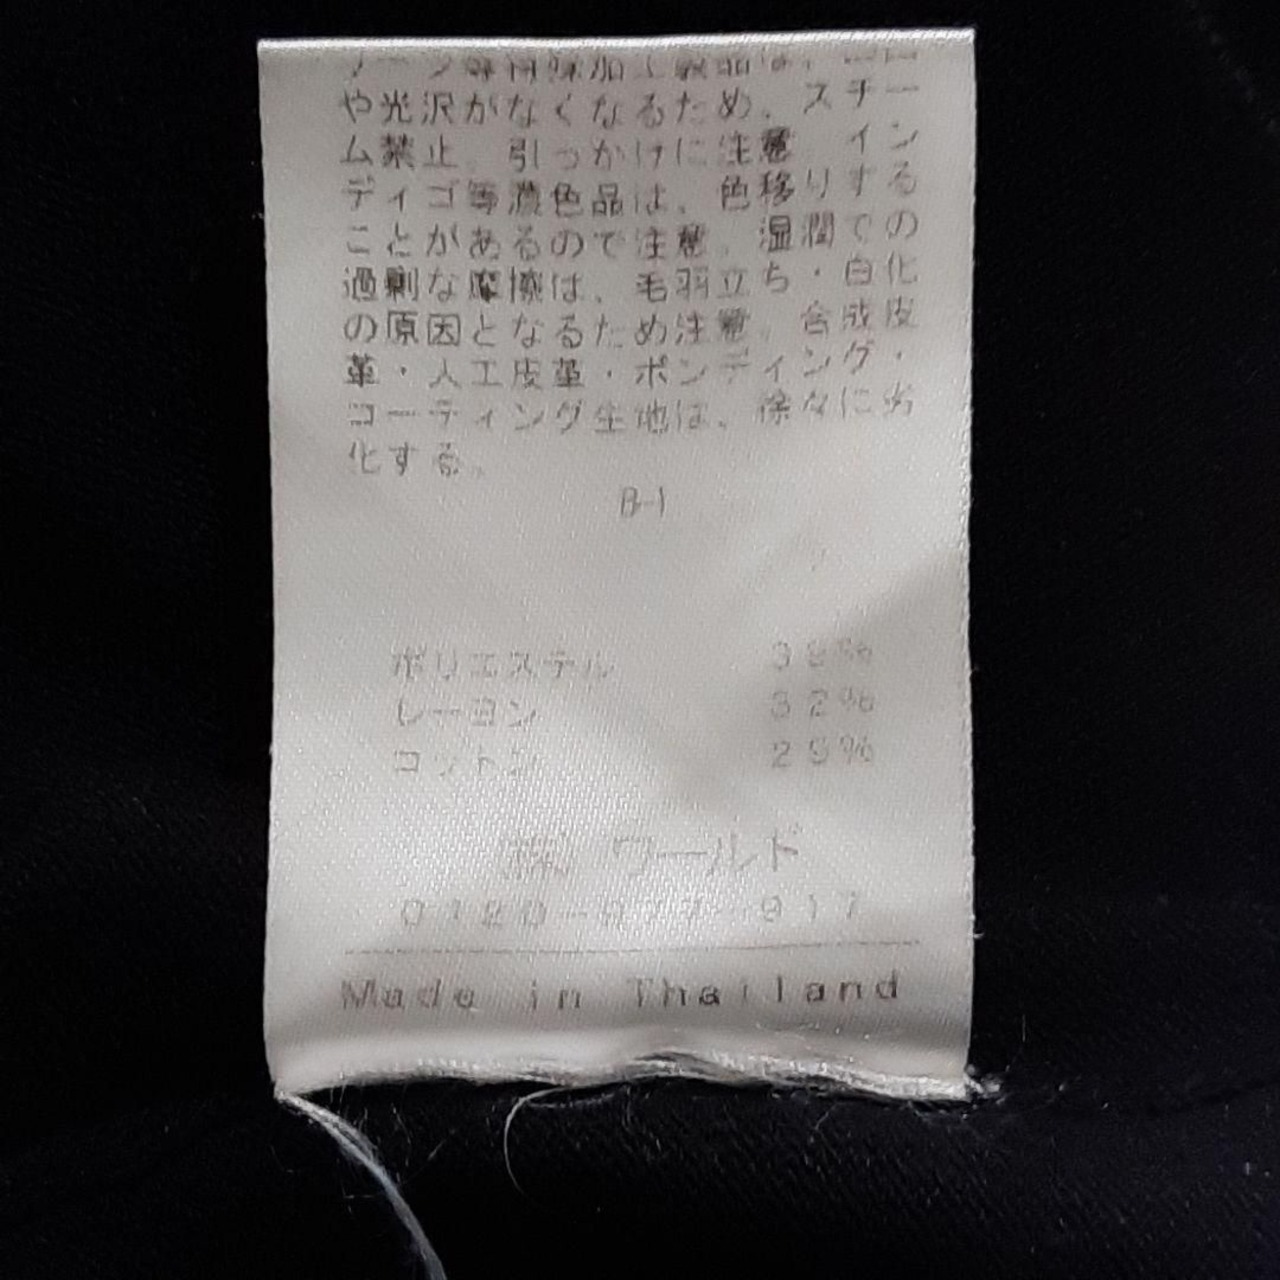 や光沢がなくなるため、スチー
ム禁止。引っかけに注意。イン
ディゴ等濃色品は、色移りする
ことがあるので注意。湿潤での
過剰な摩擦は、毛羽立ち・白化
の原因となるため注意。合成皮
革・人工皮革・ボンディング・
コーティング生地は、徐々に劣
化する。
B-1
ポリエステル
レーヨン 32%
コットン
㈱ ワールド
Made in Thailand